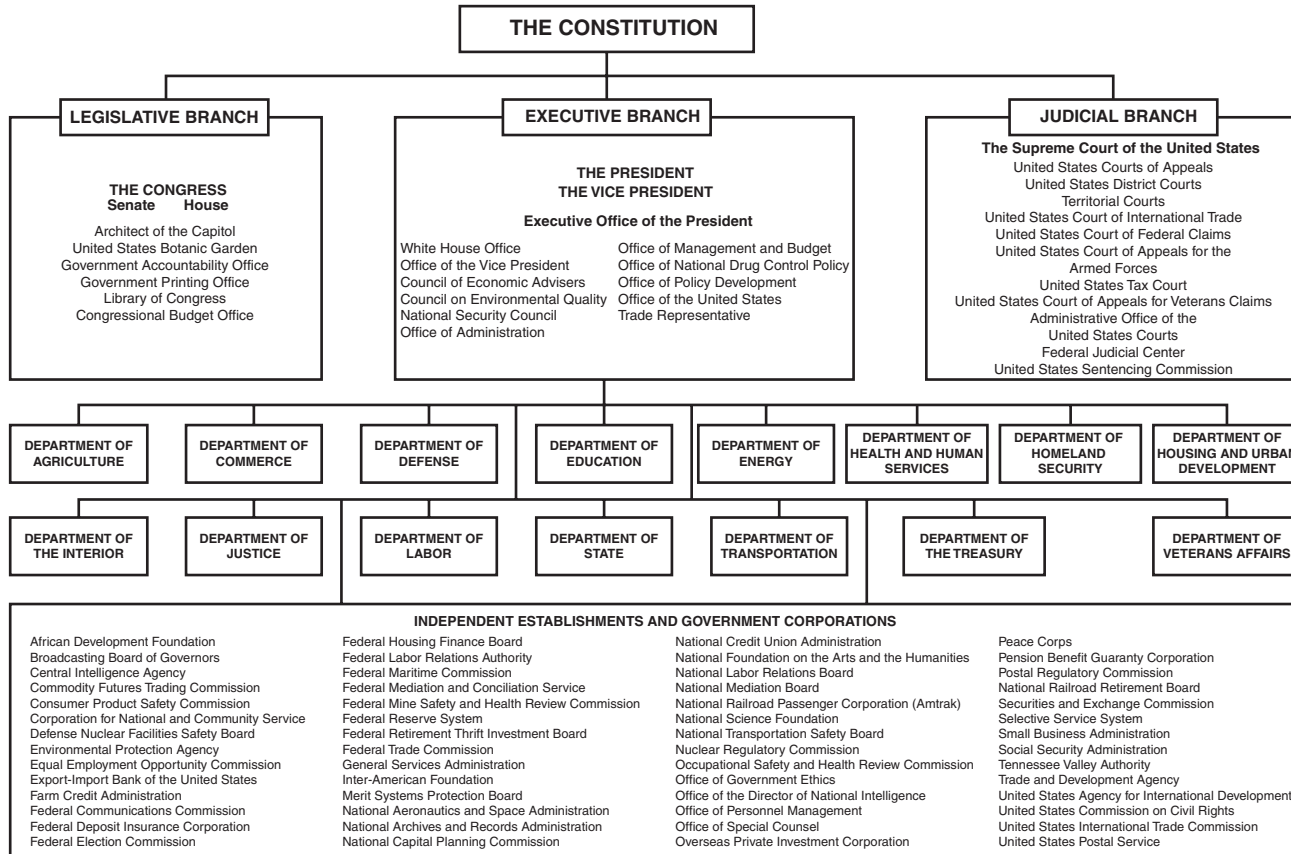 THE CONSTITUTION
LEGISLATIVE BRANCH
THE CONGRESS
Senate House
Architect of the Capitol
United States Botanic Garden
Government Accountability Office
Government Printing Office
Library of Congress
Congressional Budget Office
EXECUTIVE BRANCH
THE PRESIDENT
THE VICE PRESIDENT
Executive Office of the President
White House Office
Office of the Vice President
Council of Economic Advisers
Council on Environmental Quality
National Security Council
Office of Administration
Office of Management and Budget
Office of National Drug Control Policy
Office of Policy Development
Office of the United States
Trade Representative
JUDICIAL BRANCH
The Supreme Court of the United States
United States Courts of Appeals
United States District Courts
Territorial Courts
United States Court of International Trade
United States Court of Federal Claims
United States Court of Appeals for the
Armed Forces
United States Tax Court
United States Court of Appeals for Veterans Claims
Administrative Office of the
United States Courts
Federal Judicial Center
United States Sentencing Commission
DEPARTMENT OF
AGRICULTURE
DEPARTMENT OF
COMMERCE
DEPARTMENT OF
DEFENSE
DEPARTMENT OF
EDUCATION
DEPARTMENT OF
ENERGY
DEPARTMENT OF
HEALTH AND HUMAN
SERVICES
DEPARTMENT OF
HOMELAND
SECURITY
DEPARTMENT OF
HOUSING AND URBAN
DEVELOPMENT
DEPARTMENT OF
THE INTERIOR
DEPARTMENT OF
JUSTICE
DEPARTMENT OF
LABOR
DEPARTMENT OF
STATE
DEPARTMENT OF
TRANSPORTATION
DEPARTMENT OF
THE TREASURY
DEPARTMENT OF
VETERANS AFFAIRS
INDEPENDENT ESTABLISHMENTS AND GOVERNMENT CORPORATIONS
African Development Foundation
Broadcasting Board of Governors
Central Intelligence Agency
Commodity Futures Trading Commission
Consumer Product Safety Commission
Corporation for National and Community Service
Defense Nuclear Facilities Safety Board
Environmental Protection Agency
Equal Employment Opportunity Commission
Export-Import Bank of the United States
Farm Credit Administration
Federal Communications Commission
Federal Deposit Insurance Corporation
Federal Election Commission
Federal Housing Finance Board
Federal Labor Relations Authority
Federal Maritime Commission
Federal Mediation and Conciliation Service
Federal Mine Safety and Health Review Commission
Federal Reserve System
Federal Retirement Thrift Investment Board
Federal Trade Commission
General Services Administration
Inter-American Foundation
Merit Systems Protection Board
National Aeronautics and Space Administration
National Archives and Records Administration
National Capital Planning Commission
National Credit Union Administration
National Foundation on the Arts and the Humanities
National Labor Relations Board
National Mediation Board
National Railroad Passenger Corporation (Amtrak)
National Science Foundation
National Transportation Safety Board
Nuclear Regulatory Commission
Occupational Safety and Health Review Commission
Office of Government Ethics
Office of the Director of National Intelligence
Office of Personnel Management
Office of Special Counsel
Overseas Private Investment Corporation
Peace Corps
Pension Benefit Guaranty Corporation
Postal Regulatory Commission
National Railroad Retirement Board
Securities and Exchange Commission
Selective Service System
Small Business Administration
Social Security Administration
Tennessee Valley Authority
Trade and Development Agency
United States Agency for International Development
United States Commission on Civil Rights
United States International Trade Commission
United States Postal Service